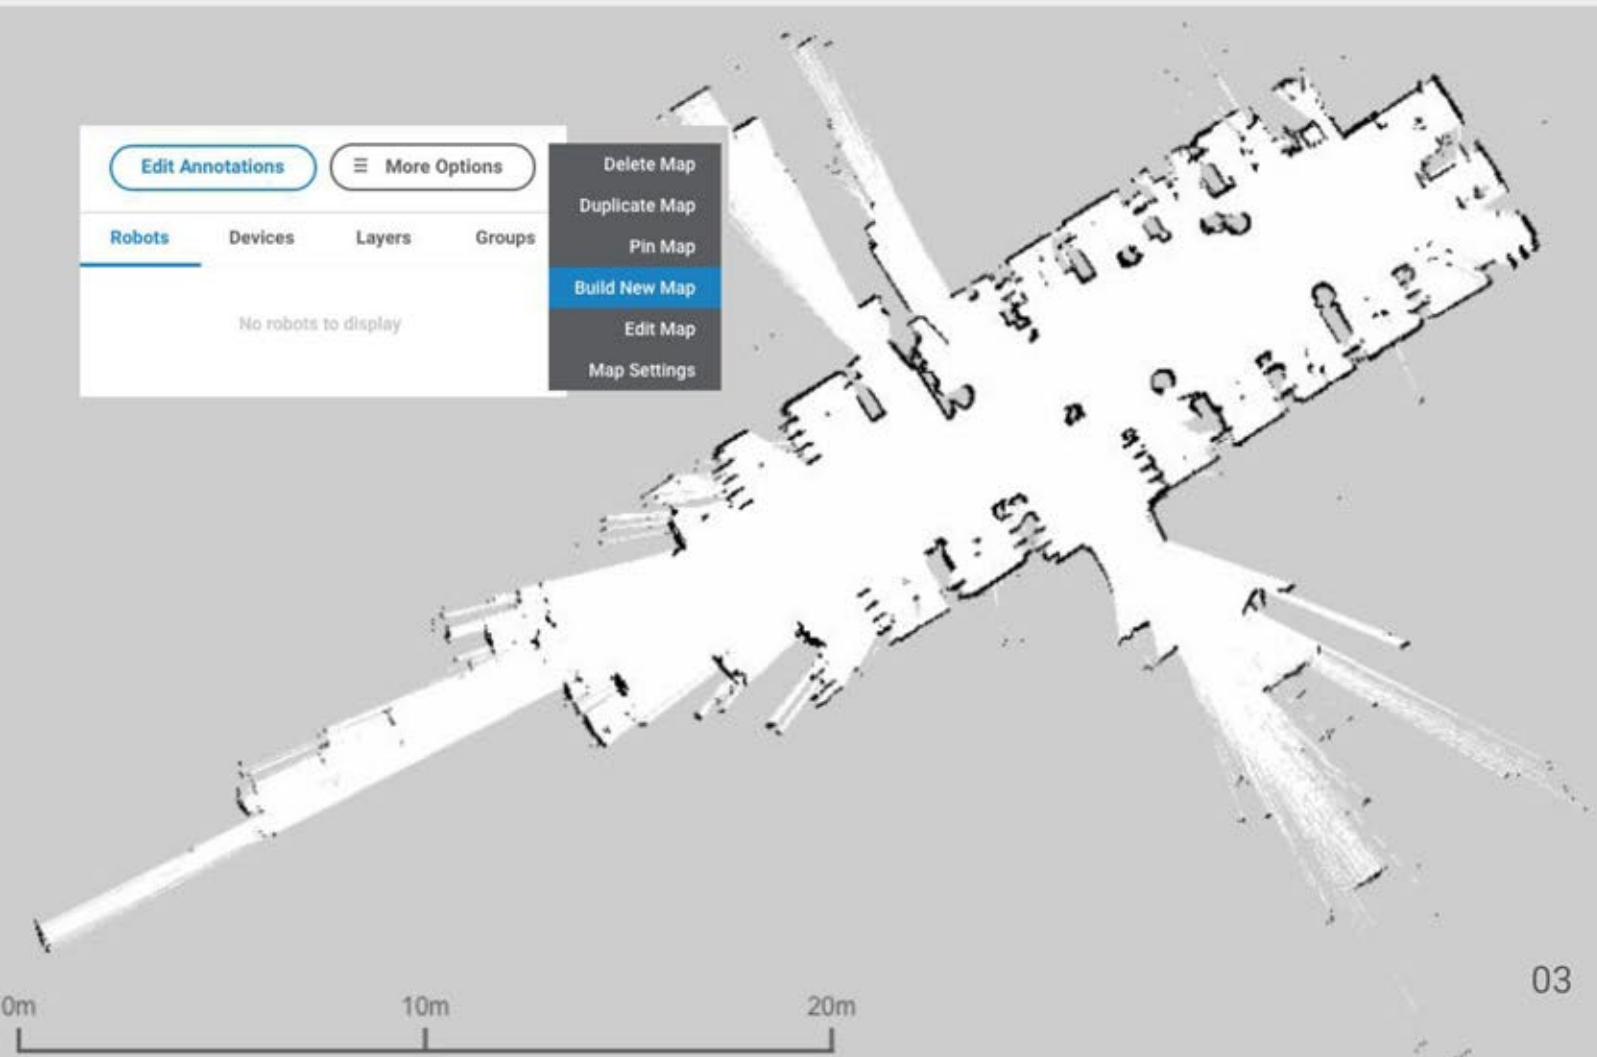 Edit Annotations
More Options
Robots
Devices
Layers
Groups
No robots to display
Delete Map
Duplicate Map
Pin Map
Build New Map
Edit Map
Map Settings
03
0m
10m
20m